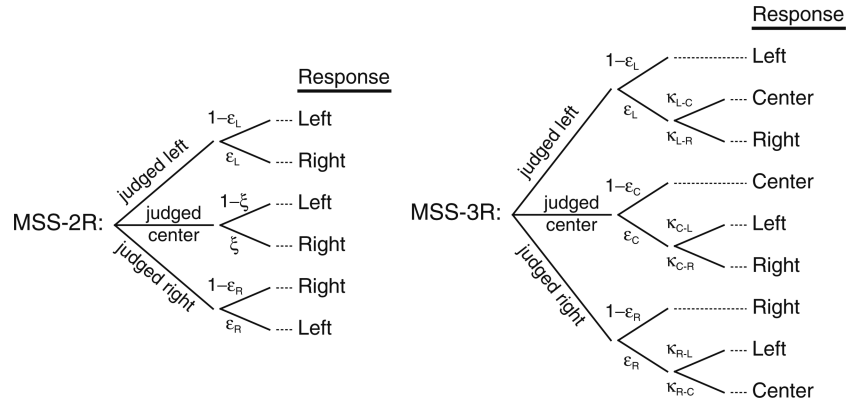 Response
MSS-2R:
judged left
1−εL
Left
εL
Right
judged center
1−ξ
Left
ξ
Right
judged right
1−εR
Right
εR
Left
Response
MSS-3R:
judged left
1−εL
Left
εL
κL-C
Center
κL-R
Right
judged center
1−εC
Center
εC
κC-L
Left
κC-R
Right
judged right
1−εR
Right
εR
κR-L
Left
κR-C
Center